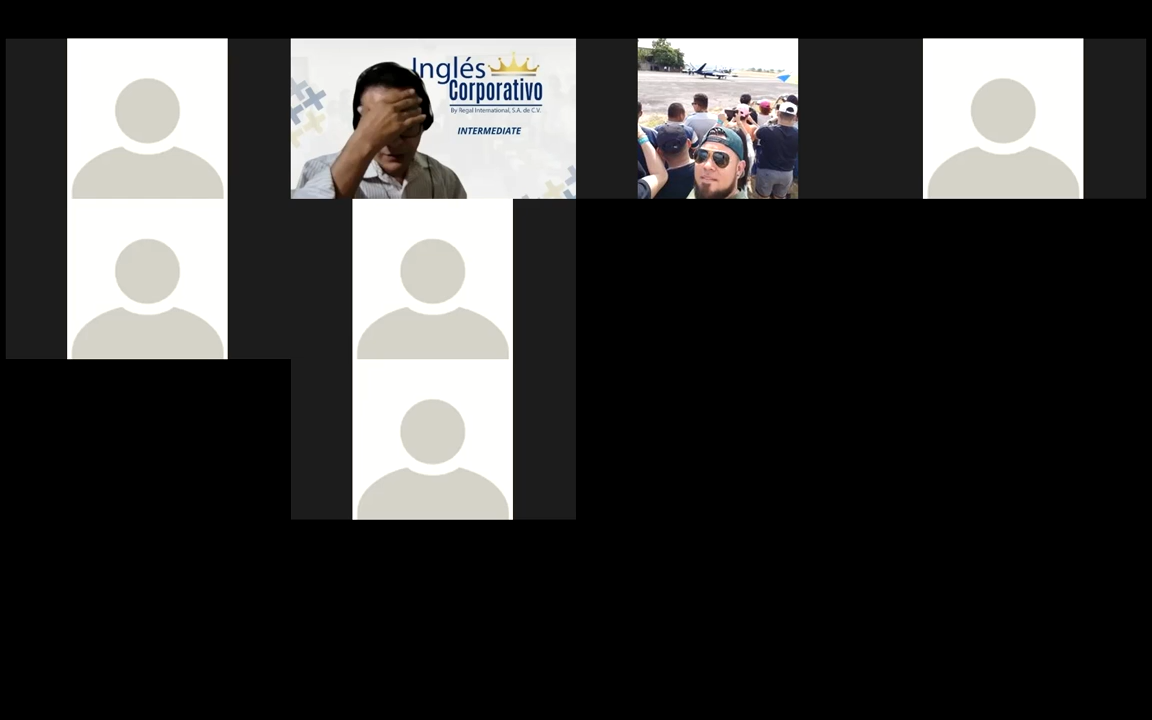 Inglés
Corporativo
By Ilegal International, S.A. de C.V.
INTERMEDIATE